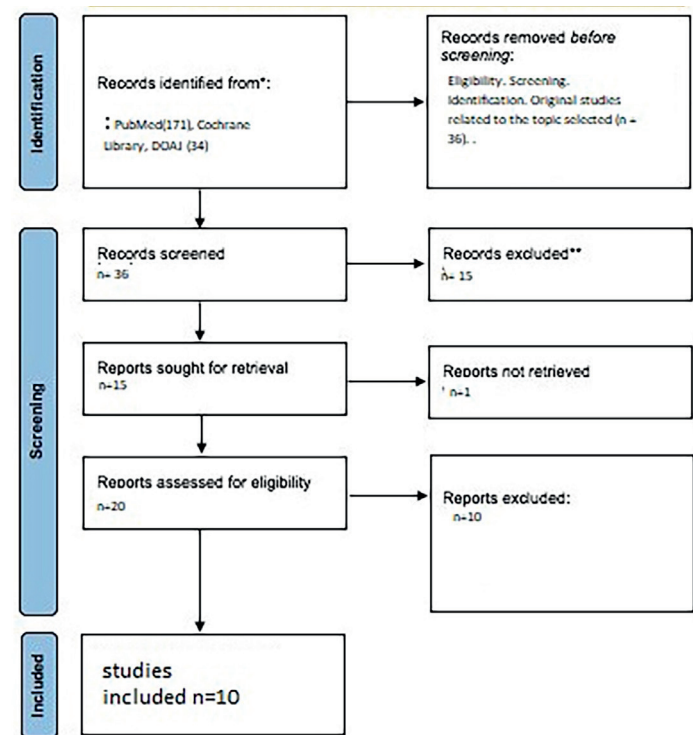 Identification
Records identified from*:
: PubMed(171), Cochrane
Library, DOAJ (34)
Records removed before
screening:
Eligibility. Screening.
Identification. Original studies
related to the topic selected (n =
36). .
Screening
Records screened
n= 36
Records excluded**
n= 15
Reports sought for retrieval
n=15
Reports not retrieved
n=1
Reports assessed for eligibility
n=20
Reports excluded:
n=10
Included
studies
included n=10